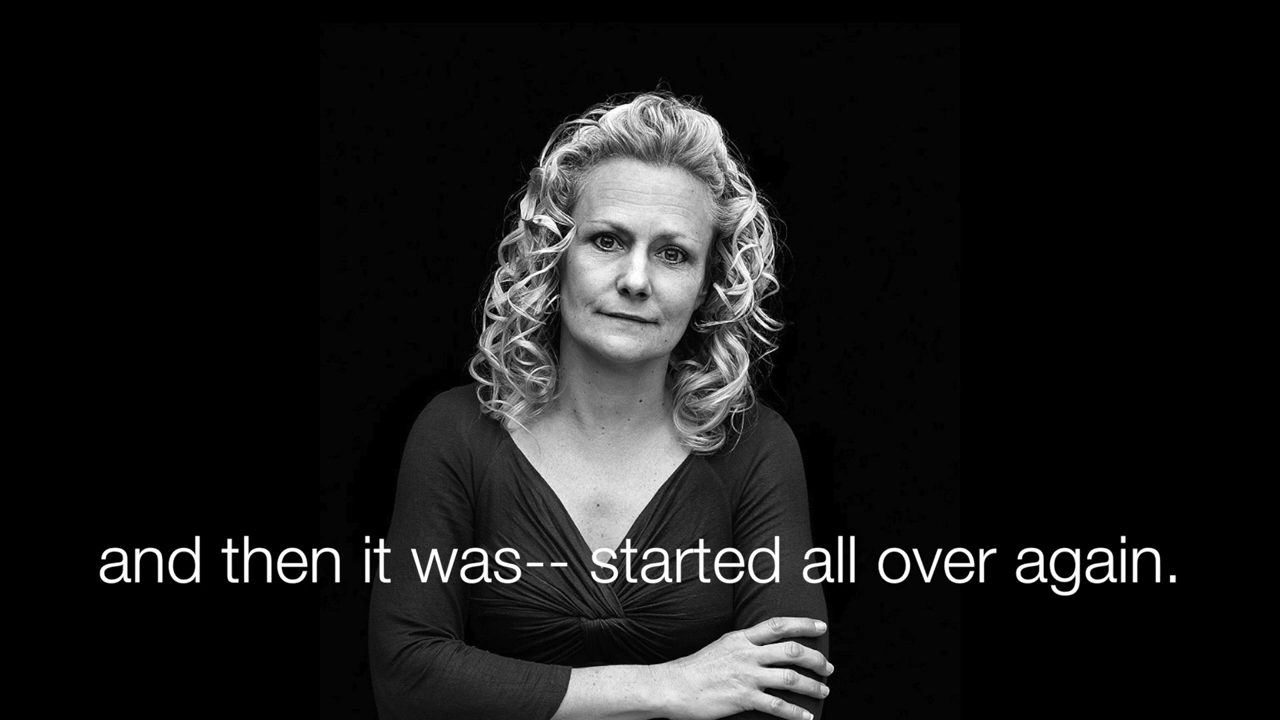 and then it was-- started all over again.